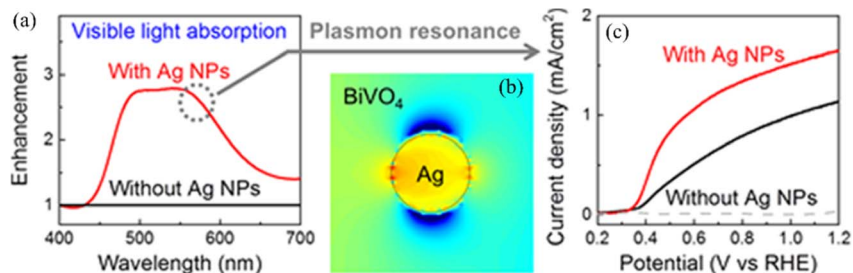 (a)
Visible light absorption
Plasmon resonance
With Ag NPs
Without Ag NPs
Enhancement
3
2
1
400
500
600
700
Wavelength (nm)
(b)
BiVO4
Ag
(c)
With Ag NPs
Without Ag NPs
Current density (mA/cm²)
2
1
0
0.2
0.4
0.6
0.8
1.0
1.2
Potential (V vs RHE)